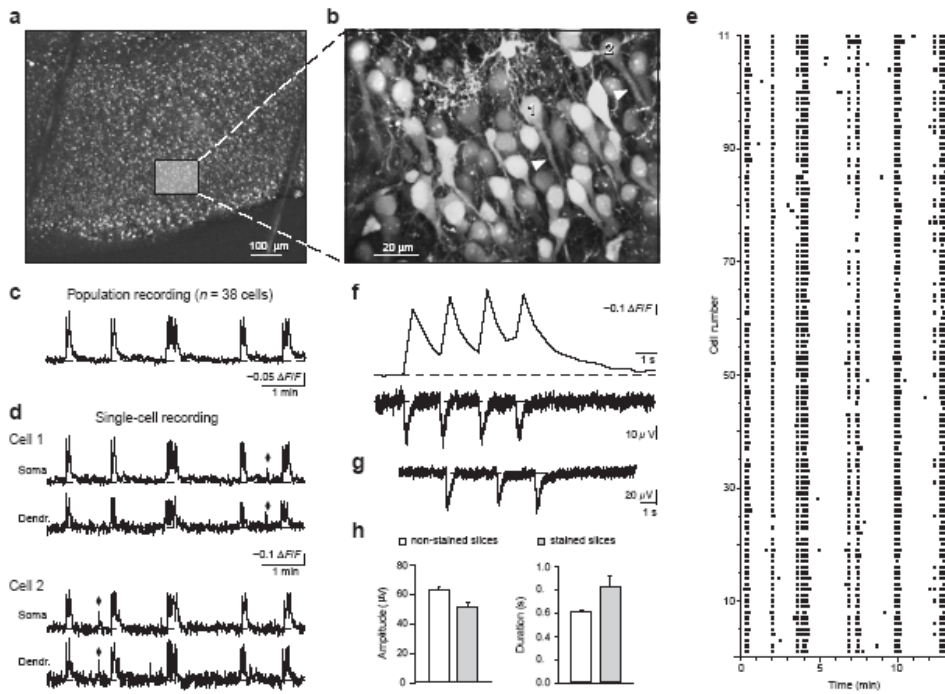 a
100 µm
b
1
2
20 µm
c
Population recording (n = 38 cells)
−0.05 ΔF/F
1 min
d
Single-cell recording
Cell 1
Soma
Dendr.
−0.1 ΔF/F
1 min
Cell 2
Soma
Dendr.
e
11
90
70
50
30
10
Cell number
0
5
10
Time (min)
f
−0.1 ΔF/F
1 s
10 µV
g
20 µV
1 s
h
non-stained slices
stained slices
80
60
40
20
0
Amplitude (µV)
1.0
0.8
0.6
0.4
0.2
0.
Duration (s)